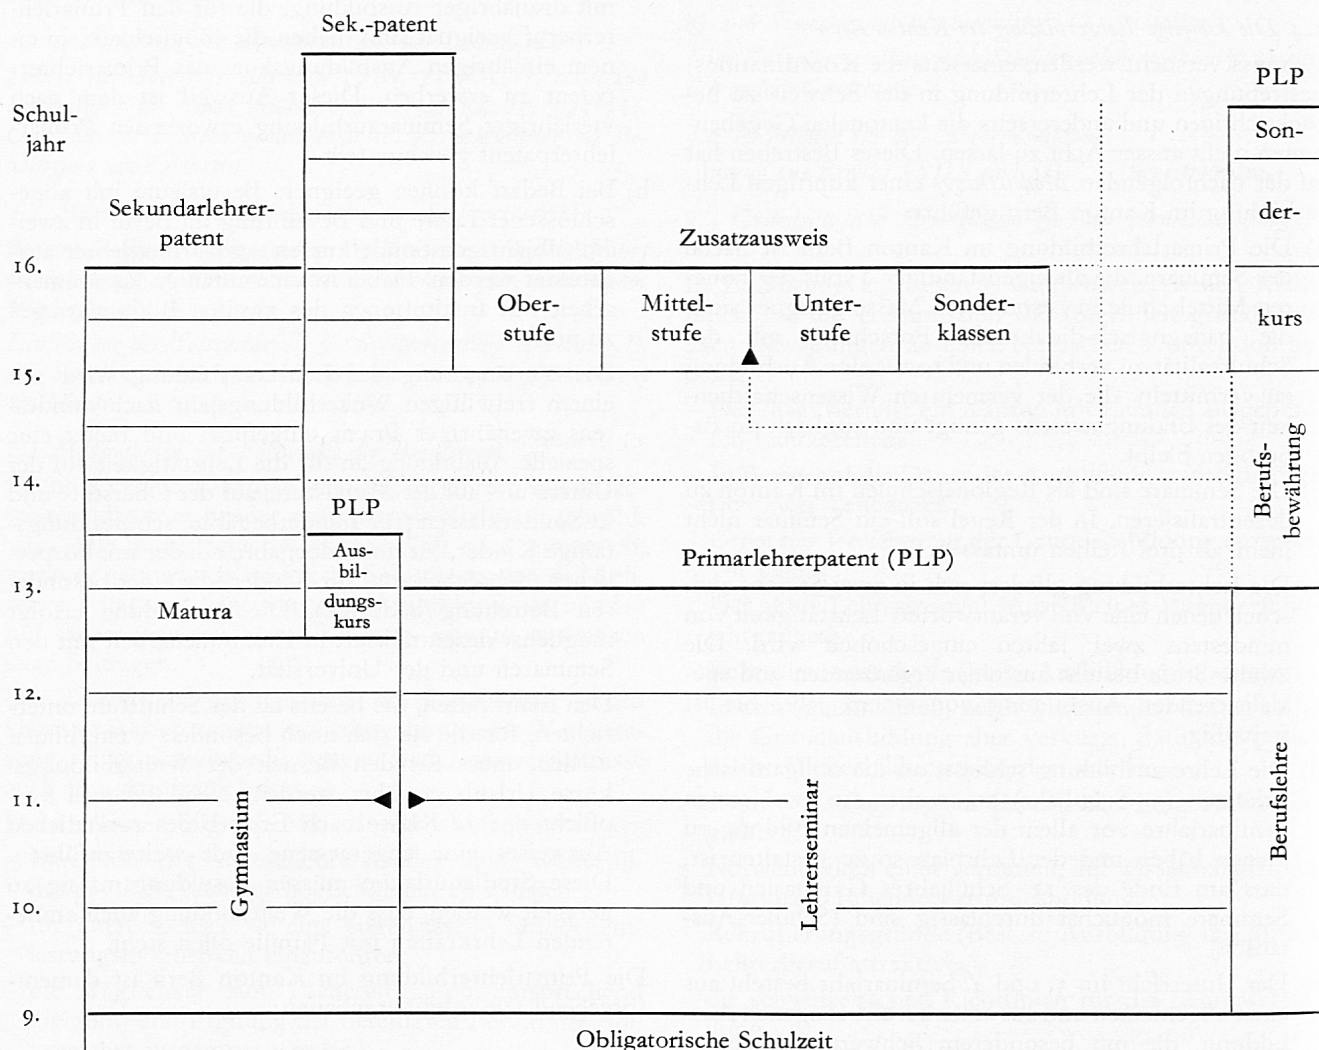 Sek.-patent
PLP
Schul-
jahr
Son-
Sekundarlehrer-
patent
der-
Zusatzausweis
16.
Ober-
stufe
Mittel-
stufe
Unter-
stufe
Sonder-
klassen
kurs
15.
Berufs-
bewährung
14.
PLP
Aus-
bil-
dungs-
kurs
Primarlehrerpatent (PLP)
13.
Matura
12.
11.
Gymnasium
Lehrerseminar
Berufslehre
10.
9.
Obligatorische Schulzeit